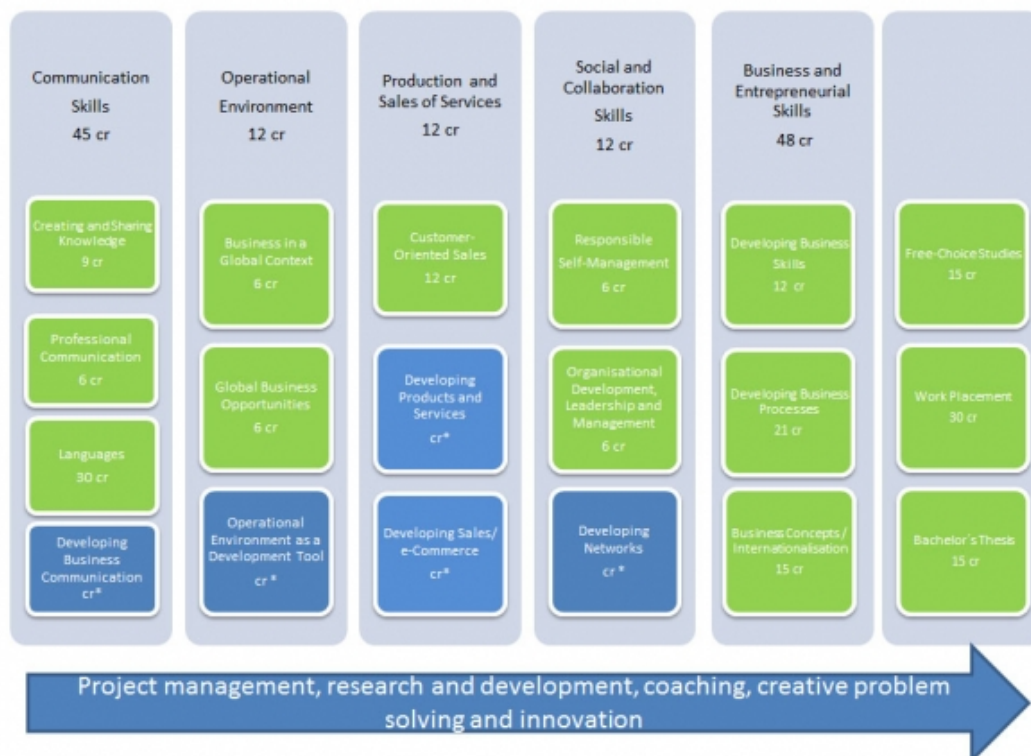 Communication
Skills
45 cr
Creating and Sharing
Knowledge
9 cr
Professional
Communication
6 cr
Languages
30 cr
Developing
Business
Communication
cr*
Operational
Environment
12 cr
Business in a
Global Context
6 cr
Global Business
Opportunities
6 cr
Operational
Environment as a
Development Tool
cr *
Production and
Sales of Services
12 cr
Customer-
Oriented Sales
12 cr
Developing
Products and
Services
cr*
Developing Sales/
e-Commerce
cr*
Social and
Collaboration
Skills
12 cr
Responsible
Self-Management
6 cr
Organisational
Development,
Leadership and
Management
6 cr
Developing
Networks
cr *
Business and
Entrepreneurial
Skills
48 cr
Developing Business
Skills
12 cr
Developing Business
Processes
21 cr
Business Concepts /
Internationalisation
15 cr
Free-Choice Studies
15 cr
Work Placement
30 cr
Bachelor´s Thesis
15 cr
Project management, research and development, coaching, creative problem
solving and innovation